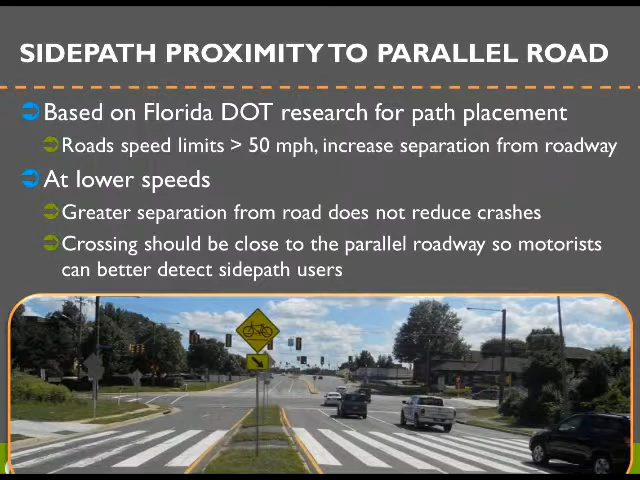 SIDEPATH PROXIMITY TO PARALLEL ROAD
Based on Florida DOT research for path placement
Roads speed limits > 50 mph, increase separation from roadway
At lower speeds
Greater separation from road does not reduce crashes
Crossing should be close to the parallel roadway so motorists
can better detect sidepath users